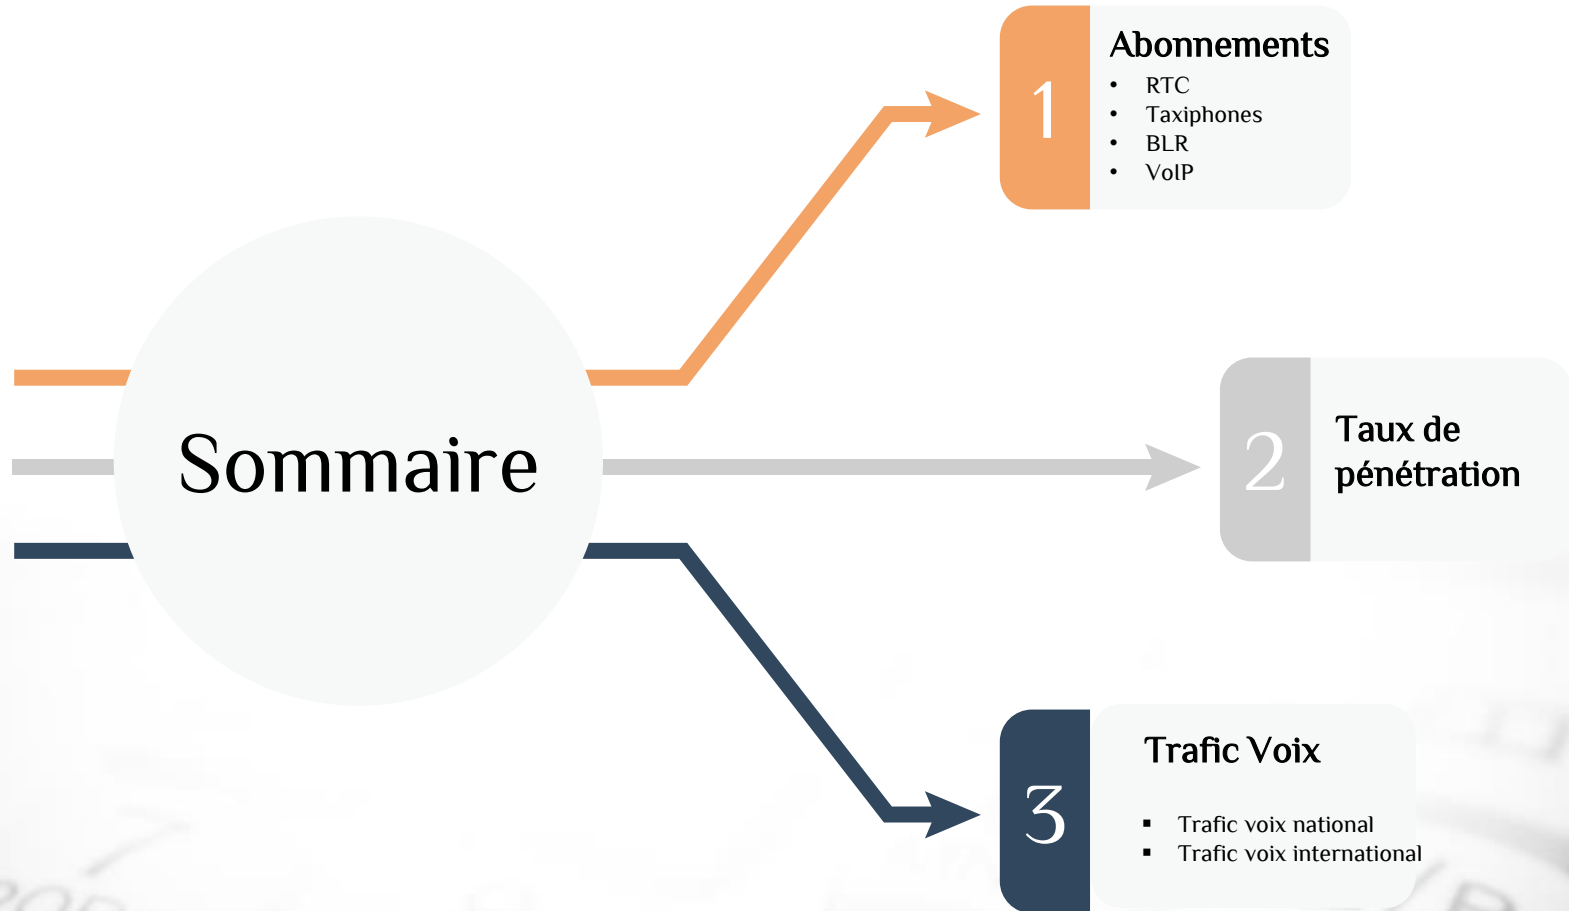 Sommaire
1
Abonnements
• RTC
• Taxiphones
• BLR
• VoIP
2
Taux de
pénétration
3
Trafic Voix
▪ Trafic voix national
▪ Trafic voix international